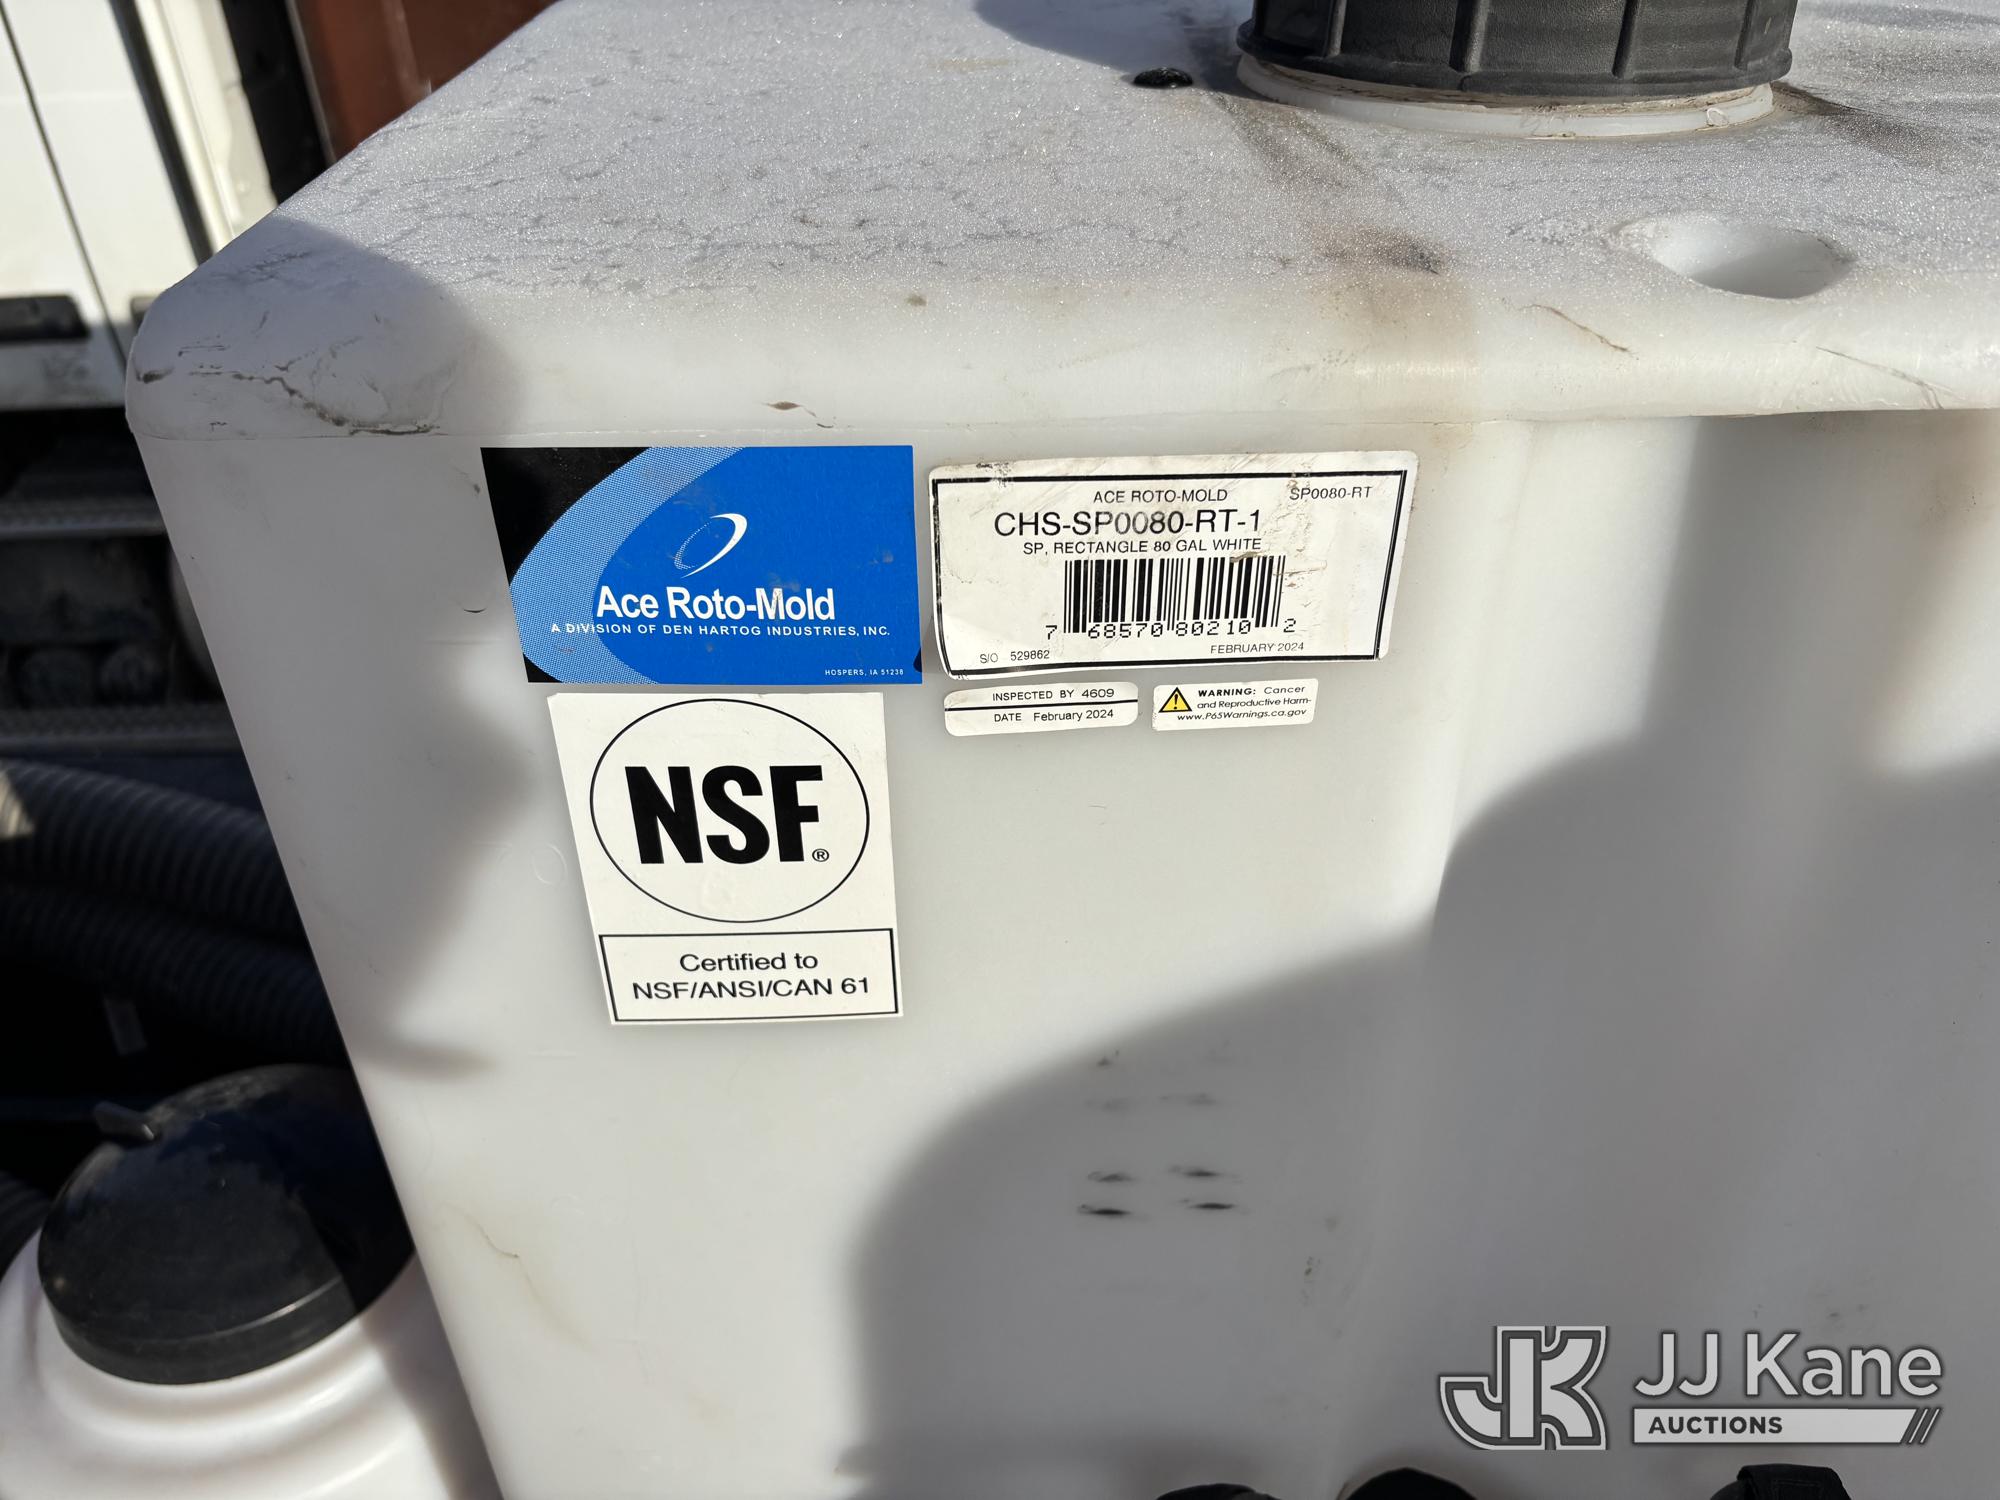 Ace Roto-Mold
A DIVISION OF DEN HARTOG INDUSTRIES, INC.
HOSPERS, IA 51238
ACE ROTO-MOLD SP0080-RT
CHS-SP0080-RT-1
SP, RECTANGLE 80 GAL WHITE
7 68570 80210 2
S/O 529862 FEBRUARY 2024
INSPECTED BY 4609
DATE February 2024
WARNING: Cancer
and Reproductive Harm-
www.P65Warnings.ca.gov
NSF®
Certified to
NSF/ANSI/CAN 61
JK JJ Kane
AUCTIONS